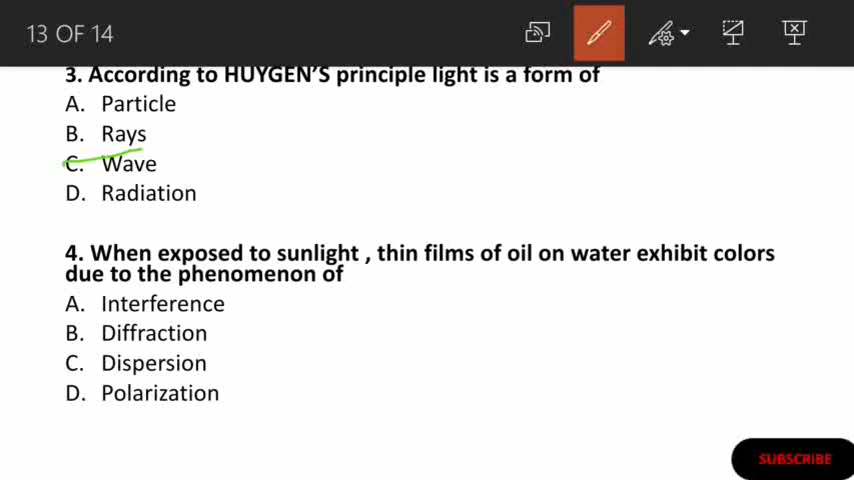 13 OF 14
3. According to HUYGEN'S principle light is a form of
A. Particle
B. Rays
C. Wave
D. Radiation
4. When exposed to sunlight , thin films of oil on water exhibit colors
due to the phenomenon of
A. Interference
B. Diffraction
C. Dispersion
D. Polarization
SUBSCRIBE